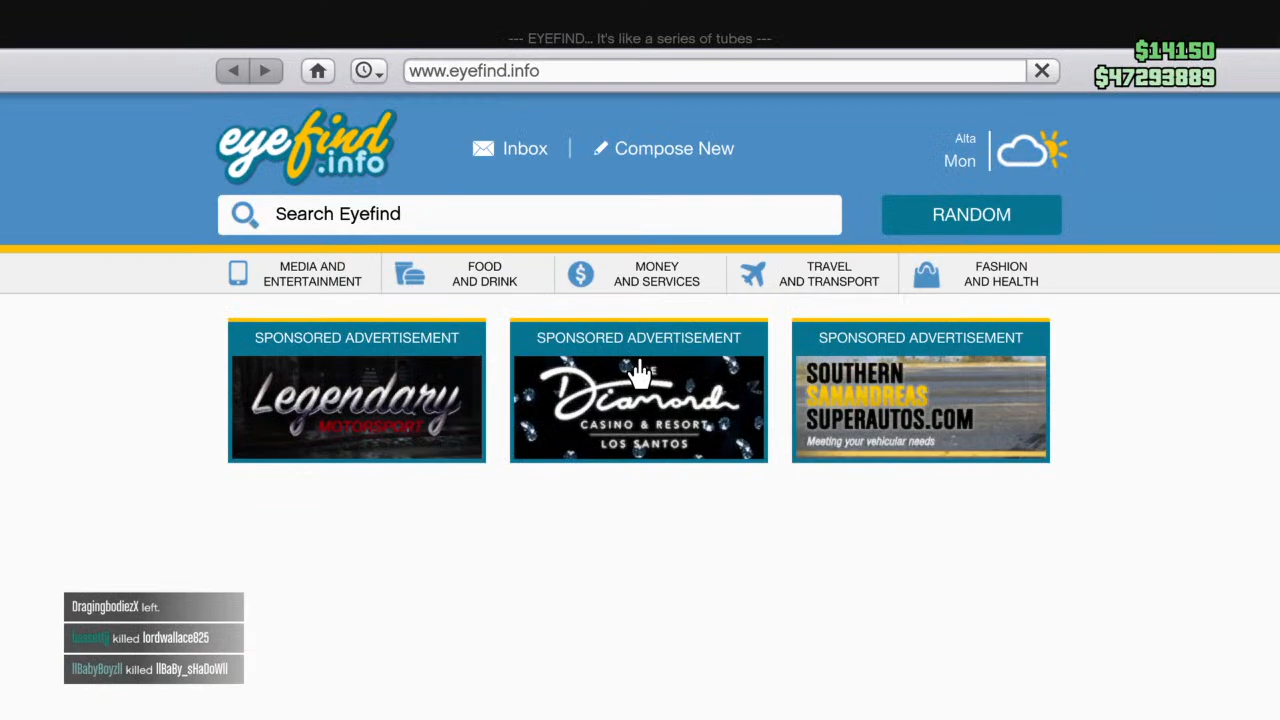 --- EYEFIND... It's like a series of tubes ---
$14150
$47293889
www.eyefind.info
eyefind
.info
Inbox
Compose New
Alta
Mon
Search Eyefind
RANDOM
MEDIA AND
ENTERTAINMENT
FOOD
AND DRINK
MONEY
AND SERVICES
TRAVEL
AND TRANSPORT
FASHION
AND HEALTH
SPONSORED ADVERTISEMENT
Legendary
MOTORSPORT
SPONSORED ADVERTISEMENT
Diamond
CASINO & RESORT
LOS SANTOS
SPONSORED ADVERTISEMENT
SOUTHERN
SANANDREAS
SUPERAUTOS.COM
Meeting your vehicular needs
DragingbodiezX left.
killed lordwallace825
llBabyBoyzll killed llBaBy_sHaDoWll